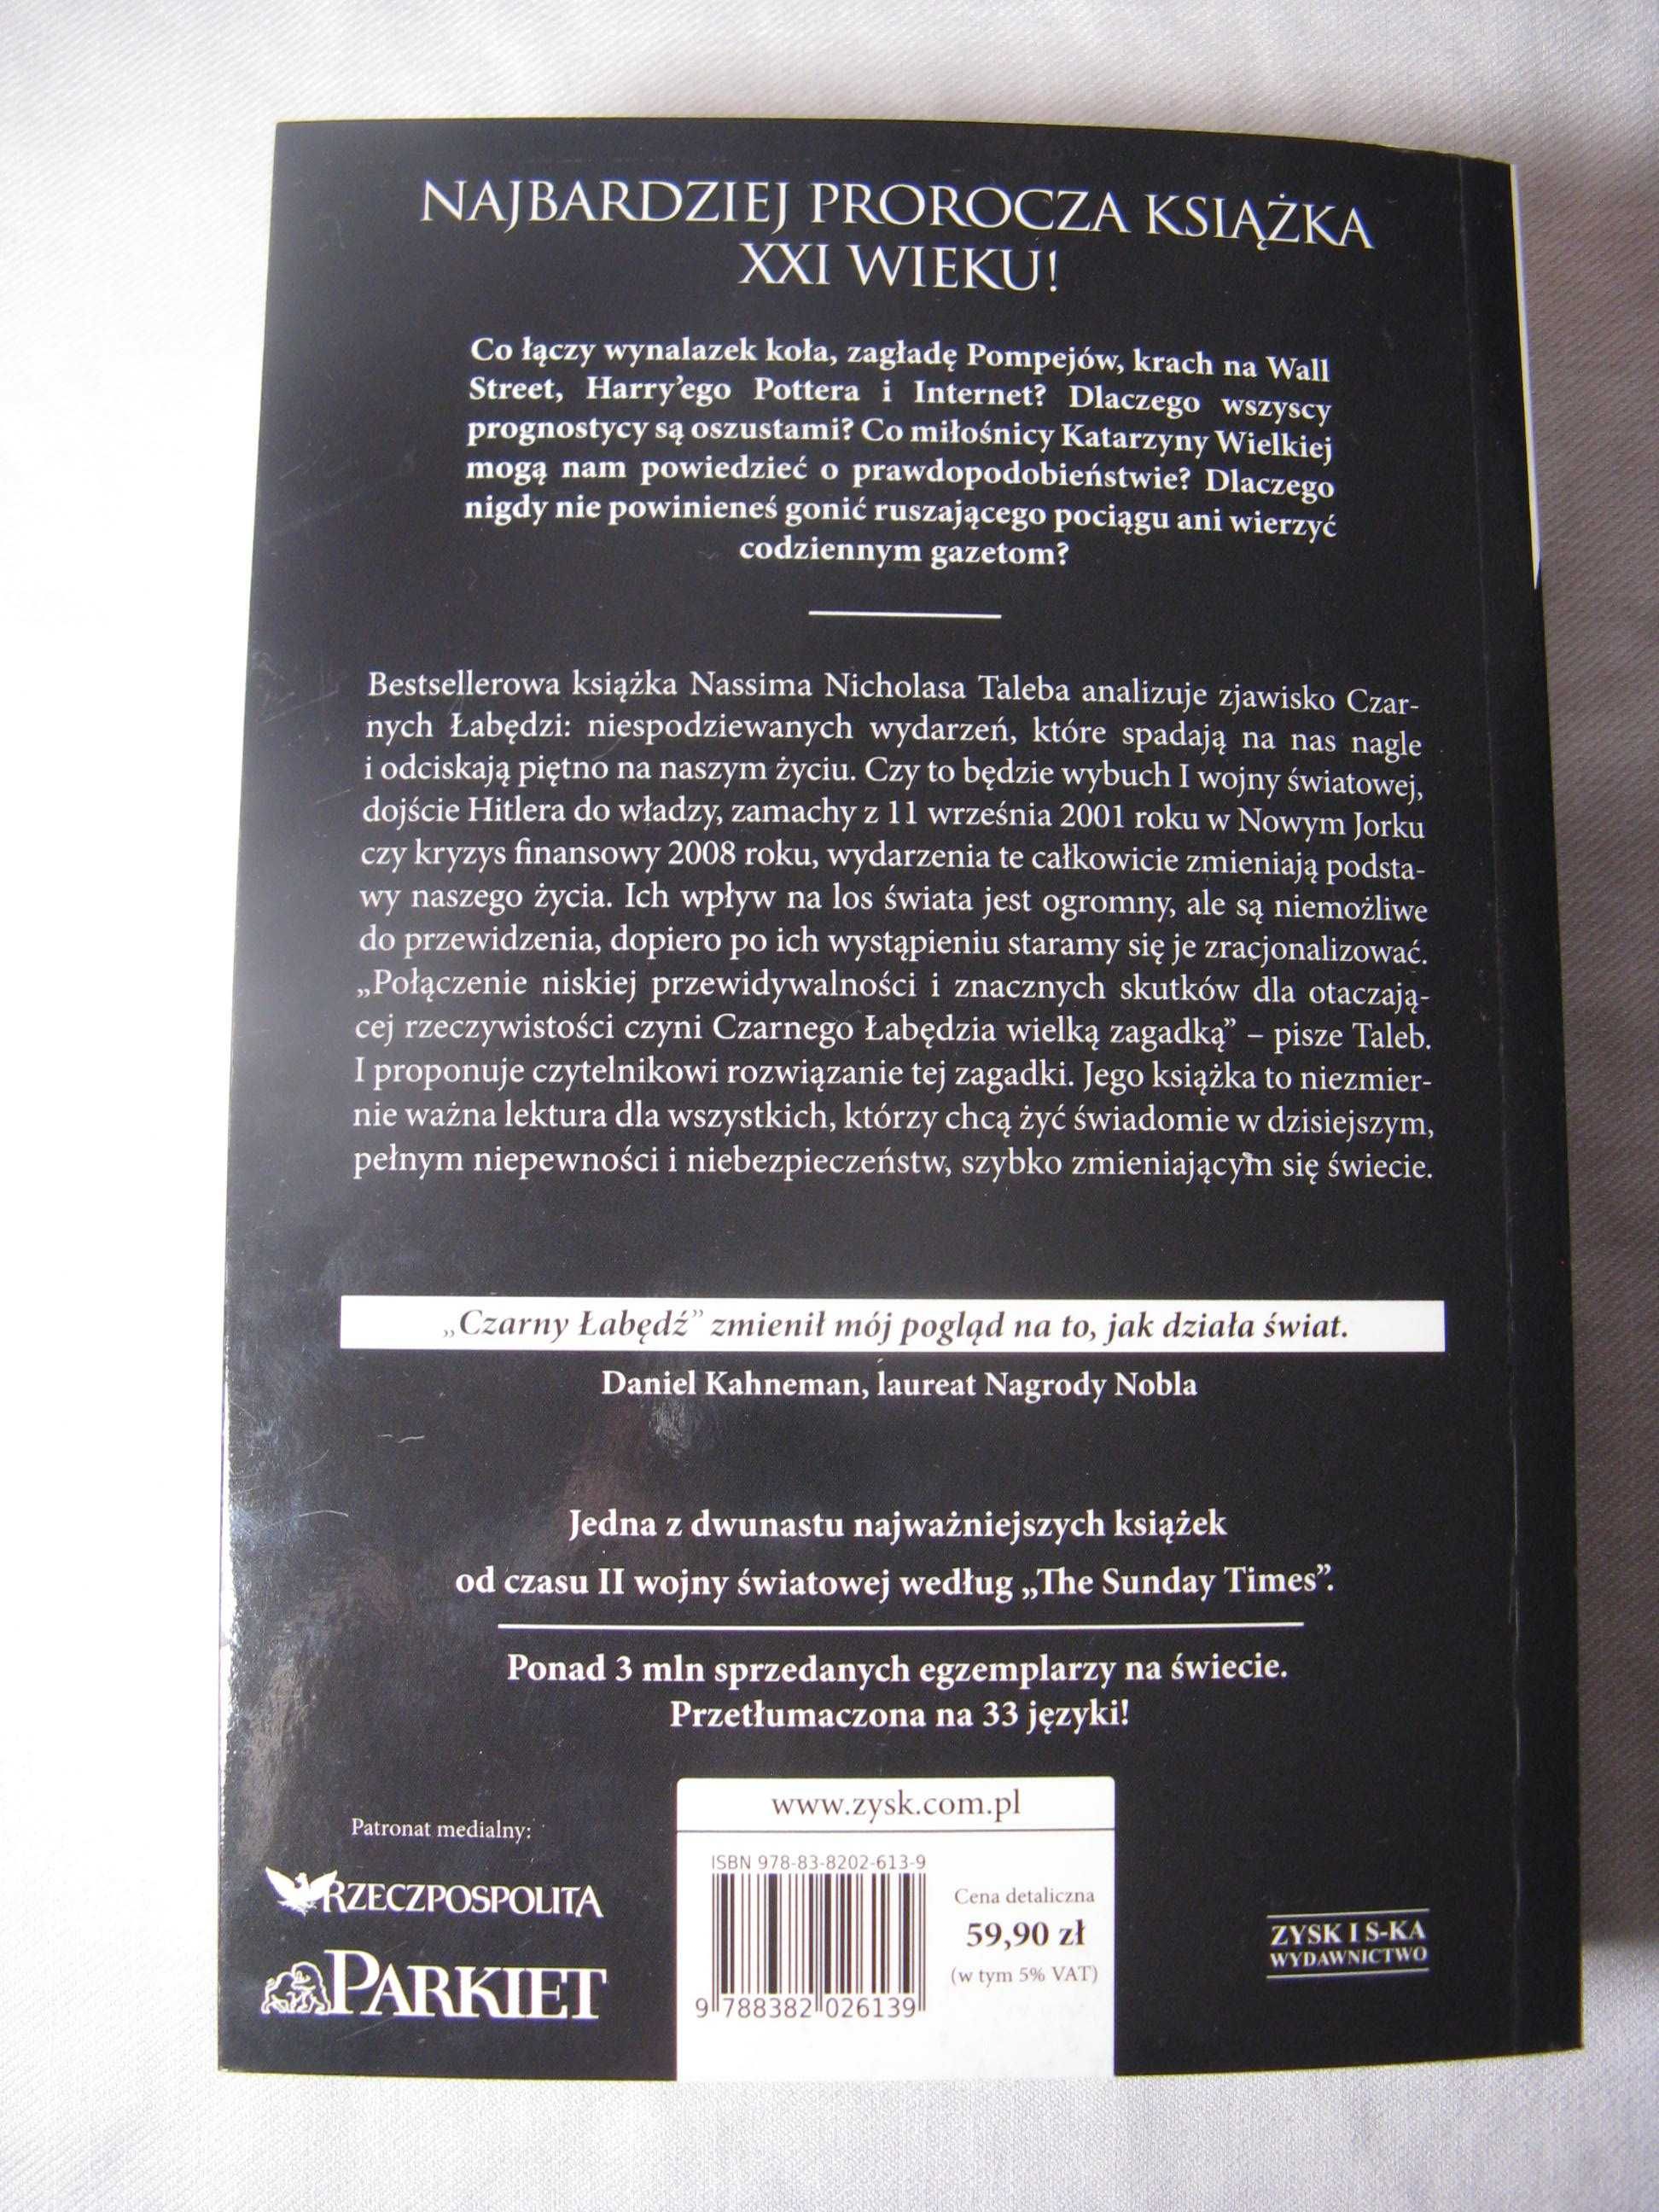 NAJBARDZIEJ PROROCZA KSIĄŻKA
XXI WIEKU!
Co łączy wynalazek koła, zagładę Pompejów, krach na Wall
Street, Harry’ego Pottera i Internet? Dlaczego wszyscy
prognostycy są oszustami? Co miłośnicy Katarzyny Wielkiej
mogą nam powiedzieć o prawdopodobieństwie? Dlaczego
nigdy nie powinieneś gonić ruszającego pociągu ani wierzyć
codziennym gazetom?
Bestsellerowa książka Nassima Nicholasa Taleba analizuje zjawisko Czar-
nych Łabędzi: niespodziewanych wydarzeń, które spadają na nas nagle
i odciskają piętno na naszym życiu. Czy to będzie wybuch I wojny światowej,
dojście Hitlera do władzy, zamachy z 11 września 2001 roku w Nowym Jorku
czy kryzys finansowy 2008 roku, wydarzenia te całkowicie zmieniają podsta-
wy naszego życia. Ich wpływ na los świata jest ogromny, ale są niemożliwe
do przewidzenia, dopiero po ich wystąpieniu staramy się je zracjonalizować.
„Połączenie niskiej przewidywalności i znacznych skutków dla otaczają-
cej rzeczywistości czyni Czarnego Łabędzia wielką zagadką” – pisze Taleb.
I proponuje czytelnikowi rozwiązanie tej zagadki. Jego książka to niezmier-
nie ważna lektura dla wszystkich, którzy chcą żyć świadomie w dzisiejszym,
pełnym niepewności i niebezpieczeństw, szybko zmieniającym się świecie.
„Czarny Łabędź” zmienił mój pogląd na to, jak działa świat.
Daniel Kahneman, laureat Nagrody Nobla
Jedna z dwunastu najważniejszych książek
od czasu II wojny światowej według „The Sunday Times”.
Ponad 3 mln sprzedanych egzemplarzy na świecie.
Przetłumaczona na 33 języki!
Patronat medialny:
RZECZPOSPOLITA
PARKIET
www.zysk.com.pl
ISBN 978-83-8202-613-9
9 788382 026139
Cena detaliczna
59,90 zł
(w tym 5% VAT)
ZYSK I S-KA
WYDAWNICTWO